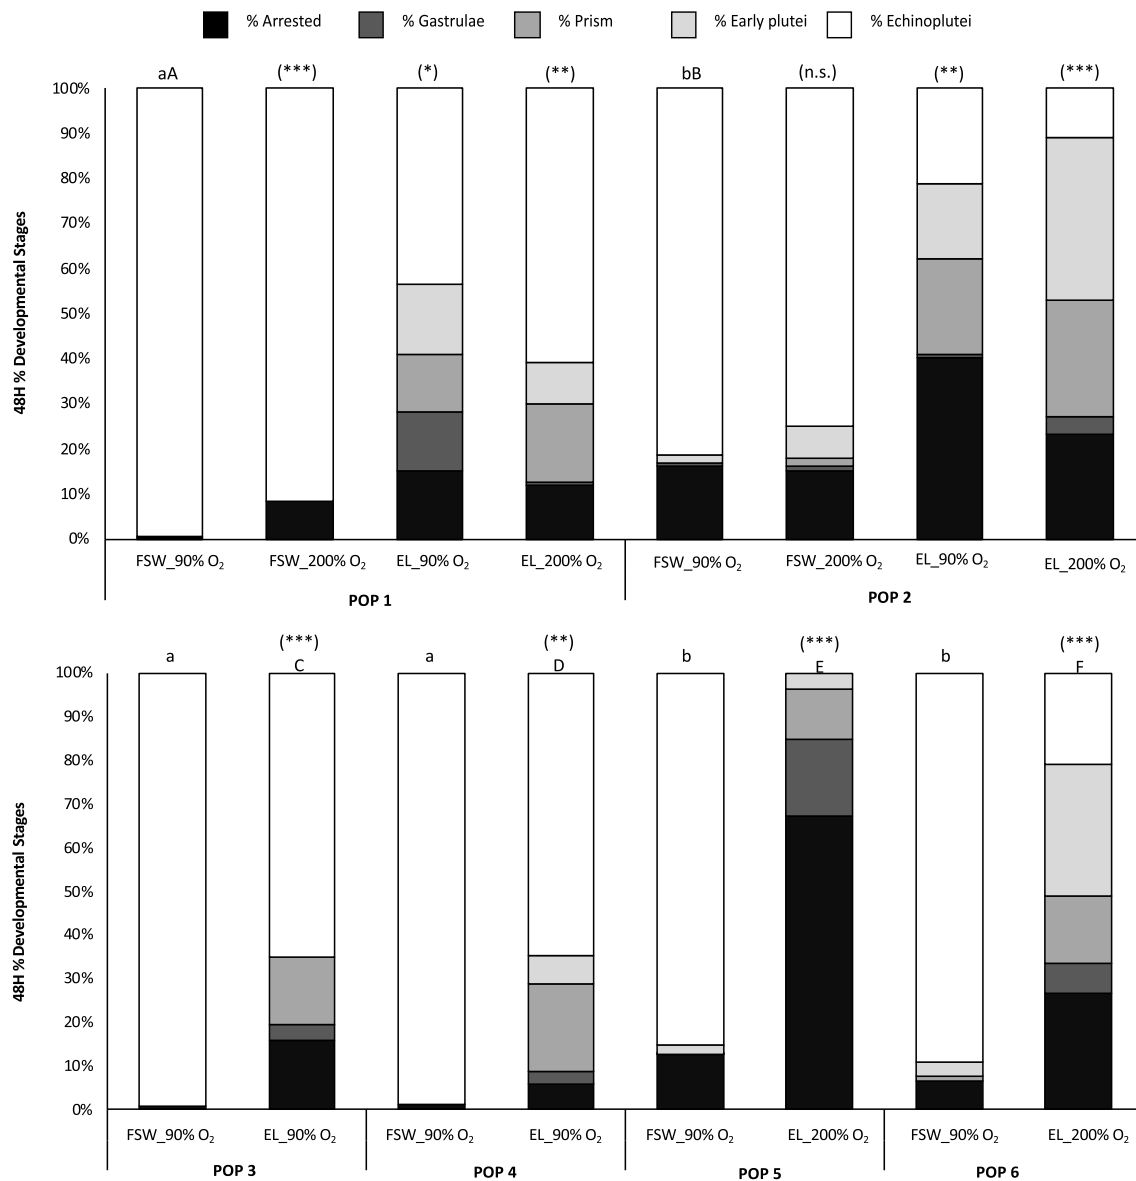 % Arrested % Gastrulae % Prism % Early plutei % Echinoplutei
aA (***) (*) (**) bB (n.s.) (**) (***)
100%
90%
80%
70%
60%
50%
40%
30%
20%
10%
0%
48H % Developmental Stages
FSW_90% O₂ FSW_200% O₂ EL_90% O₂ EL_200% O₂ FSW_90% O₂ FSW_200% O₂ EL_90% O₂ EL_200% O₂
POP 1 POP 2
(***) (**) (***) (***)
a C a D b E b F
100%
90%
80%
70%
60%
50%
40%
30%
20%
10%
0%
48H %Developmental Stages
FSW_90% O₂ EL_90% O₂ FSW_90% O₂ EL_90% O₂ FSW_90% O₂ EL_200% O₂ FSW_90% O₂ EL_200% O₂
POP 3 POP 4 POP 5 POP 6